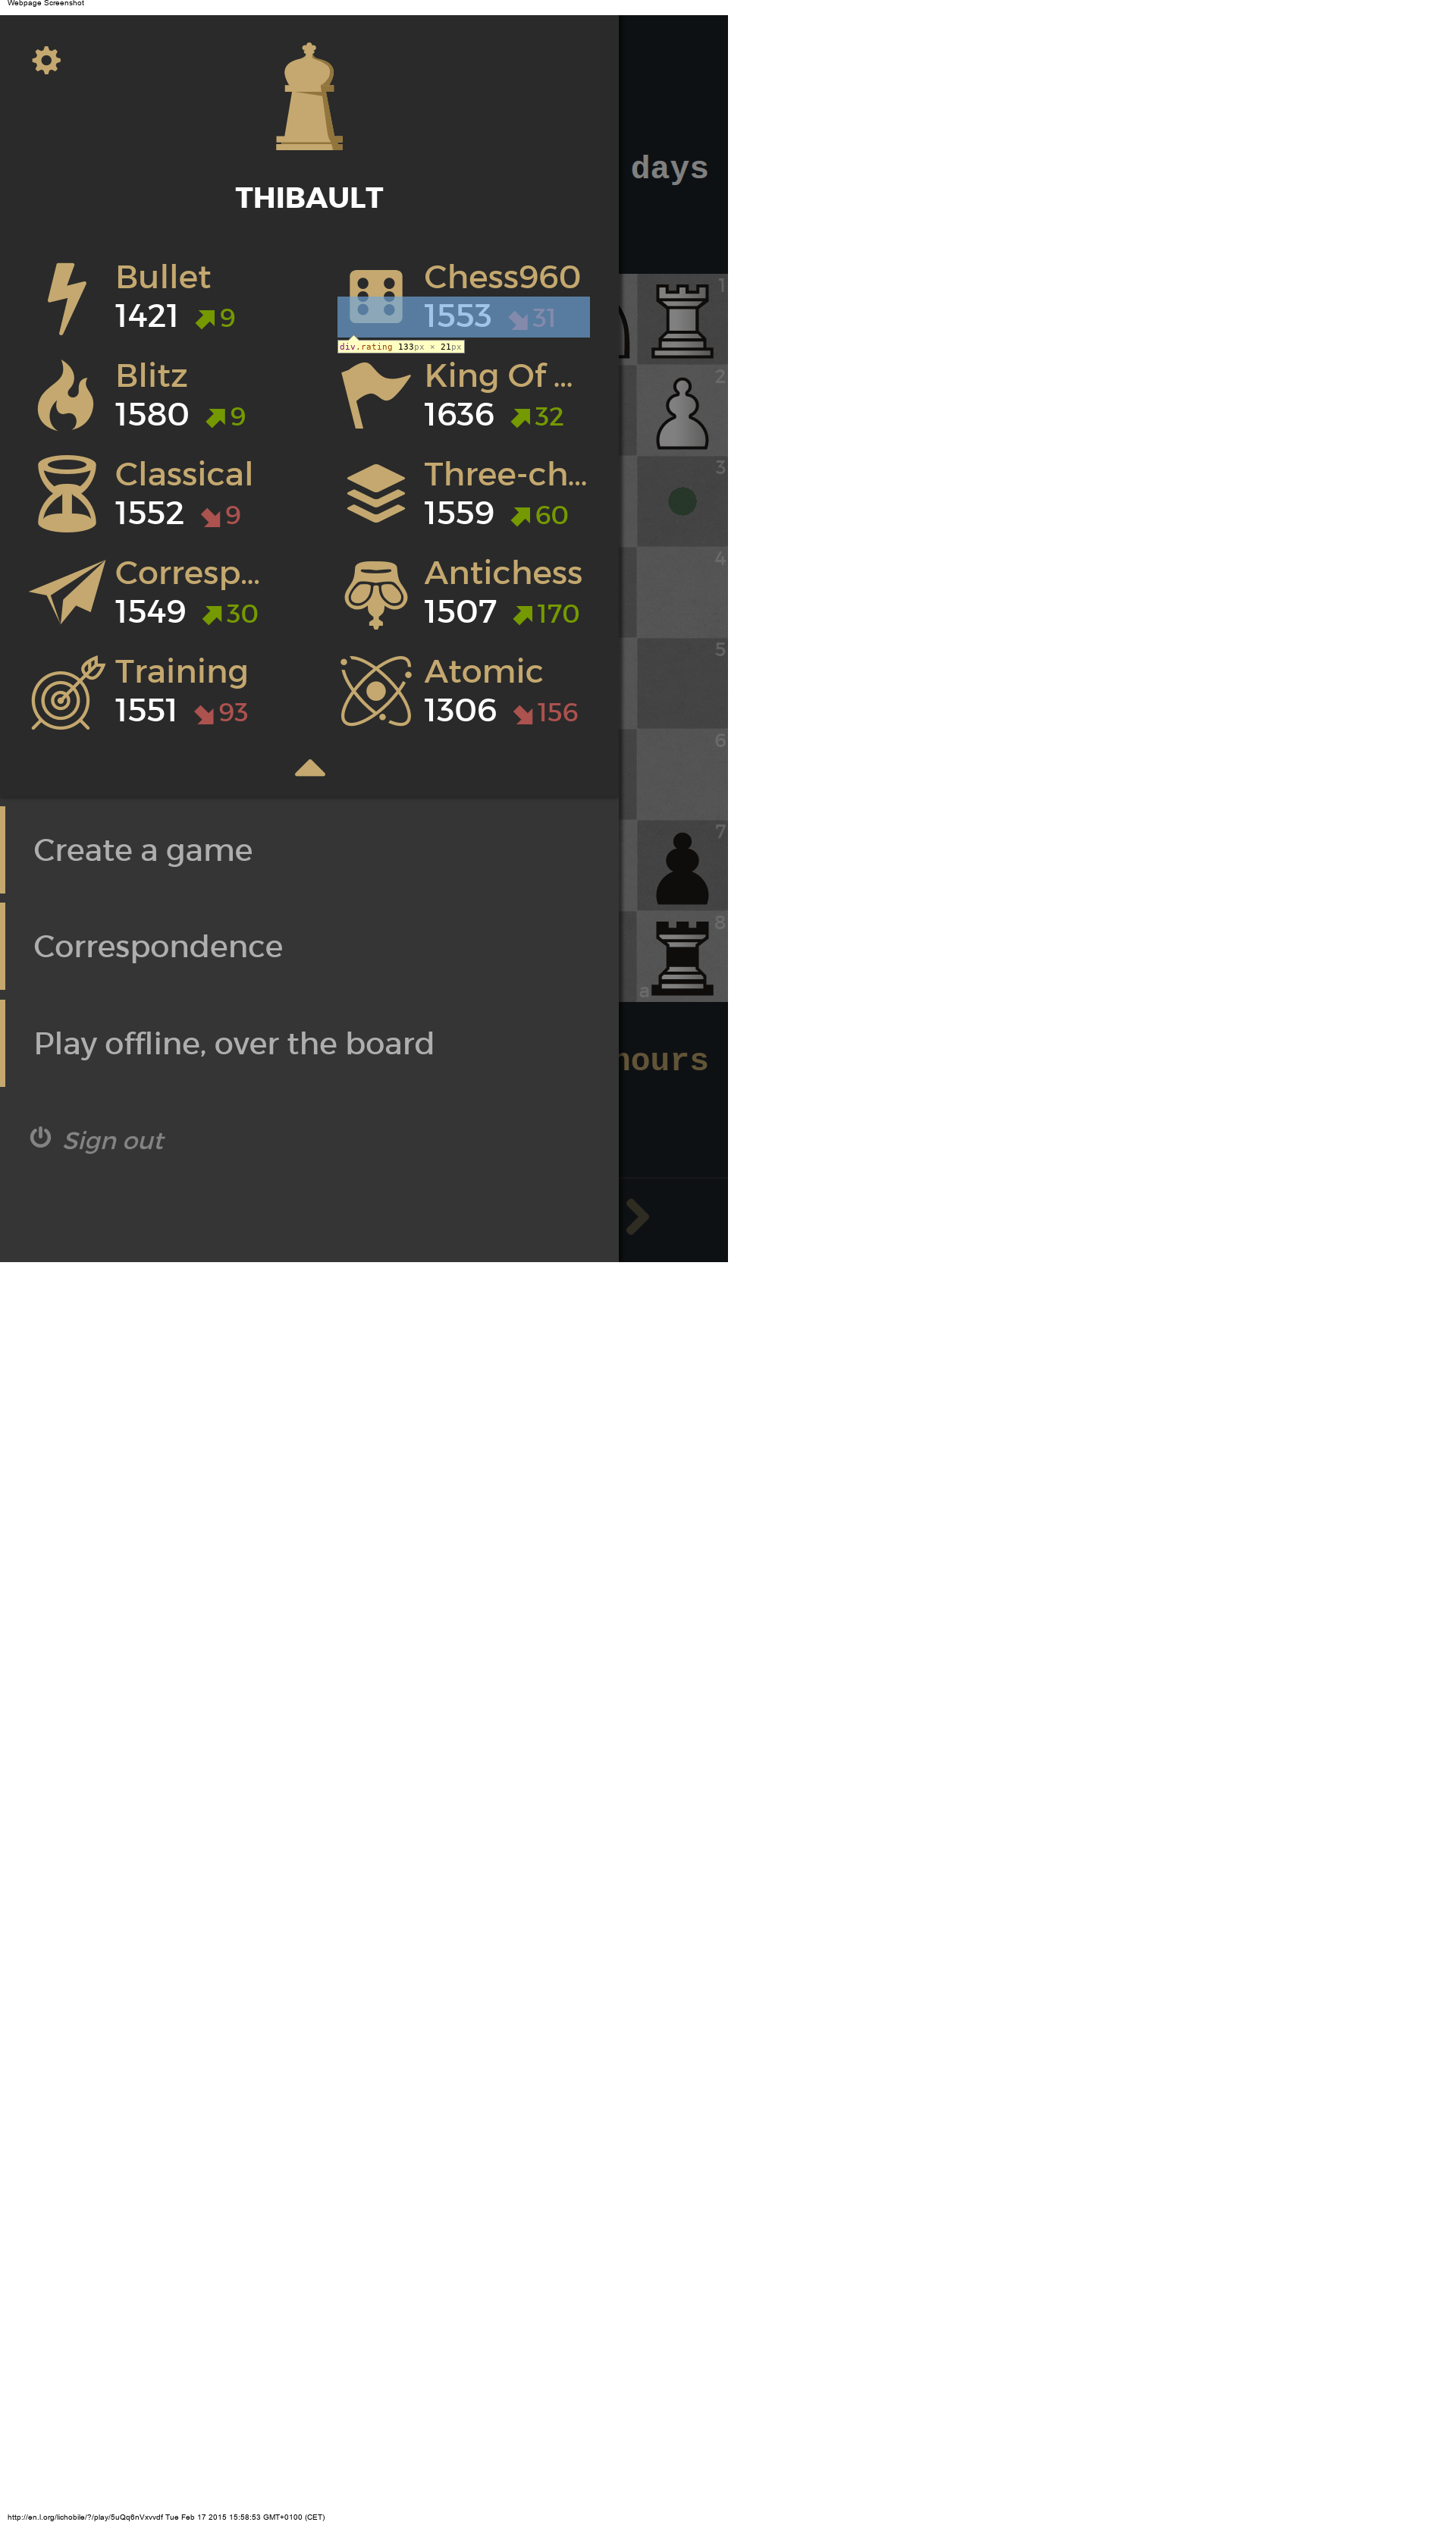 Webpage Screenshot
days
THIBAULT
Bullet
1421 9
Chess960
1553 31
div.rating 133px × 21px
Blitz
1580 9
King Of ...
1636 32
Classical
1552 9
Three-ch...
1559 60
Corresp...
1549 30
Antichess
1507 170
Training
1551 93
Atomic
1306 156
1
2
3
4
5
6
7
8
a
Create a game
Correspondence
Play offline, over the board
hours
Sign out
http://en.l.org/lichobile/?/play/5uQq6nVxvvdf Tue Feb 17 2015 15:58:53 GMT+0100 (CET)